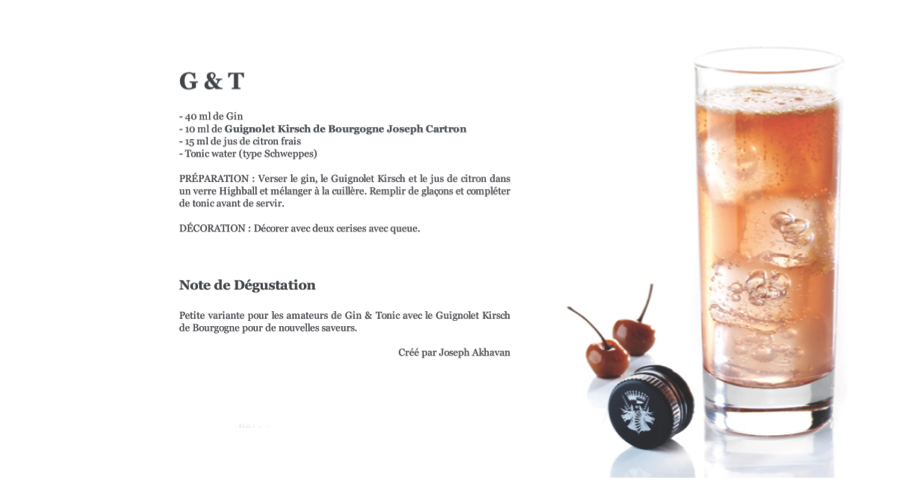 G & T
- 40 ml de Gin
- 10 ml de Guignolet Kirsch de Bourgogne Joseph Cartron
- 15 ml de jus de citron frais
- Tonic water (type Schweppes)
PRÉPARATION : Verser le gin, le Guignolet Kirsch et le jus de citron dans
un verre Highball et mélanger à la cuillère. Remplir de glaçons et compléter
de tonic avant de servir.
DÉCORATION : Décorer avec deux cerises avec queue.
Note de Dégustation
Petite variante pour les amateurs de Gin & Tonic avec le Guignolet Kirsch
de Bourgogne pour de nouvelles saveurs.
Créé par Joseph Akhavan